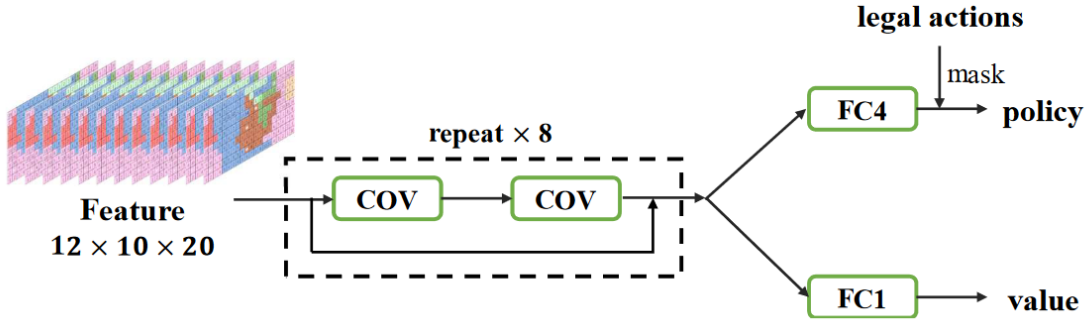 legal actions
mask
FC4
policy
repeat × 8
COV
COV
Feature
12 × 10 × 20
FC1
value